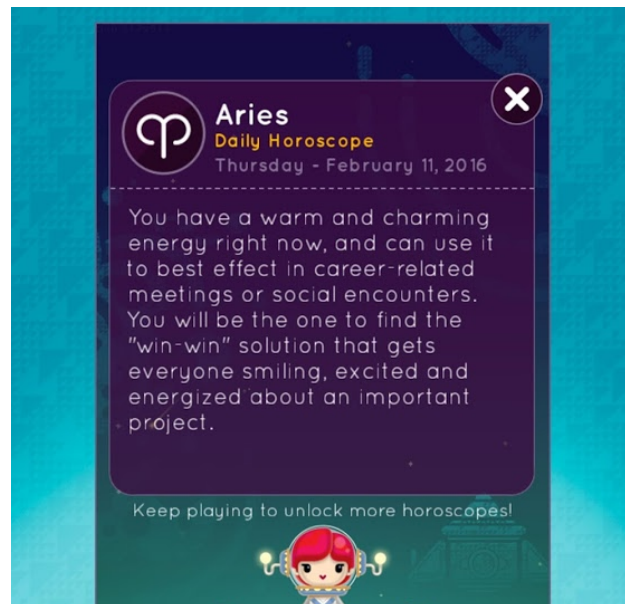 Aries
Daily Horoscope
Thursday - February 11, 2016
You have a warm and charming
energy right now, and can use it
to best effect in career-related
meetings or social encounters.
You will be the one to find the
"win-win" solution that gets
everyone smiling, excited and
energized about an important
project.
Keep playing to unlock more horoscopes!